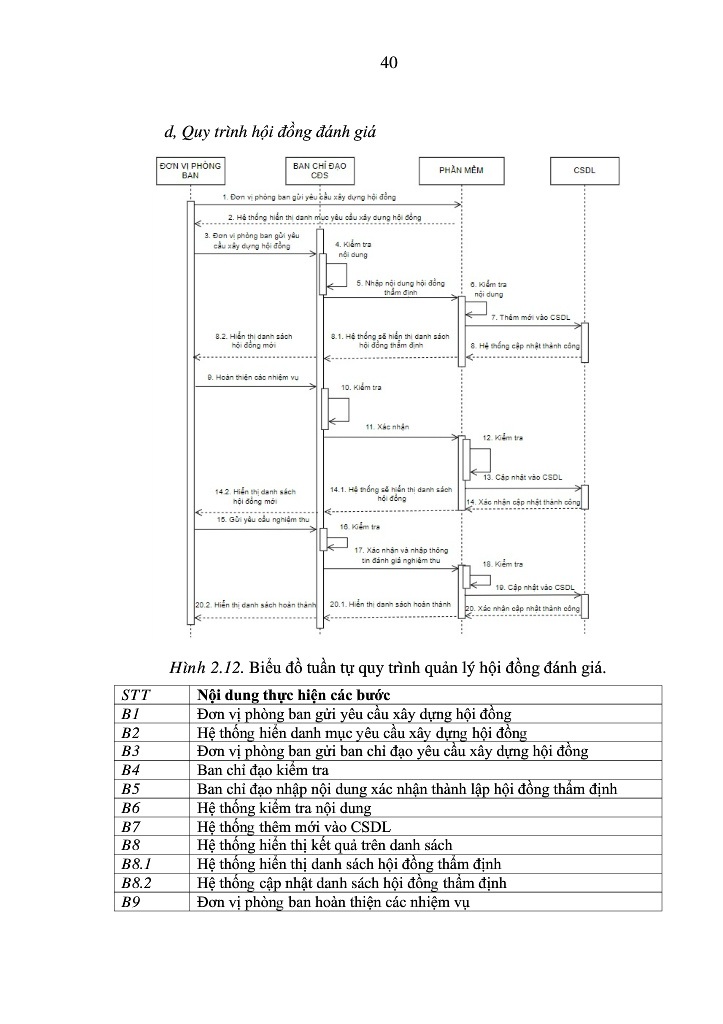 40
d, Quy trình hội đồng đánh giá
ĐƠN VỊ PHÒNG
BAN
BAN CHỈ ĐẠO
CĐS
PHẦN MỀM
CSDL
1. Đơn vị phòng ban gửi yêu cầu xây dựng hội đồng
2. Hệ thống hiển thị danh mục yêu cầu xây dựng hội đồng
3. Đơn vị phòng ban gửi yêu
cầu xây dựng hội đồng
4. Kiểm tra
nội dung
5. Nhập nội dung hội đồng
thẩm định
6. Kiểm tra
nội dung
7. Thêm mới vào CSDL
8. Hệ thống cập nhật thành công
8.1. Hệ thống sẽ hiển thị danh sách
hội đồng thẩm định
8.2. Hiển thị danh sách
hội đồng mới
9. Hoàn thiện các nhiệm vụ
10. Kiểm tra
11. Xác nhận
12. Kiểm tra
13. Cập nhật vào CSDL
14. Xác nhận cập nhật thành công
14.1. Hệ thống sẽ hiển thị danh sách
hội đồng
14.2. Hiển thị danh sách
hội đồng mới
15. Gửi yêu cầu nghiệm thu
16. Kiểm tra
17. Xác nhận và nhập thông
tin đánh giá nghiệm thu
18. Kiểm tra
19. Cập nhật vào CSDL
20. Xác nhận cập nhật thành công
20.1. Hiển thị danh sách hoàn thành
20.2. Hiển thị danh sách hoàn thành
Hình 2.12. Biểu đồ tuần tự quy trình quản lý hội đồng đánh giá.
STT Nội dung thực hiện các bước
B1 Đơn vị phòng ban gửi yêu cầu xây dựng hội đồng
B2 Hệ thống hiển danh mục yêu cầu xây dựng hội đồng
B3 Đơn vị phòng ban gửi ban chỉ đạo yêu cầu xây dựng hội đồng
B4 Ban chỉ đạo kiểm tra
B5 Ban chỉ đạo nhập nội dung xác nhận thành lập hội đồng thẩm định
B6 Hệ thống kiểm tra nội dung
B7 Hệ thống thêm mới vào CSDL
B8 Hệ thống hiển thị kết quả trên danh sách
B8.1 Hệ thống hiển thị danh sách hội đồng thẩm định
B8.2 Hệ thống cập nhật danh sách hội đồng thẩm định
B9 Đơn vị phòng ban hoàn thiện các nhiệm vụ